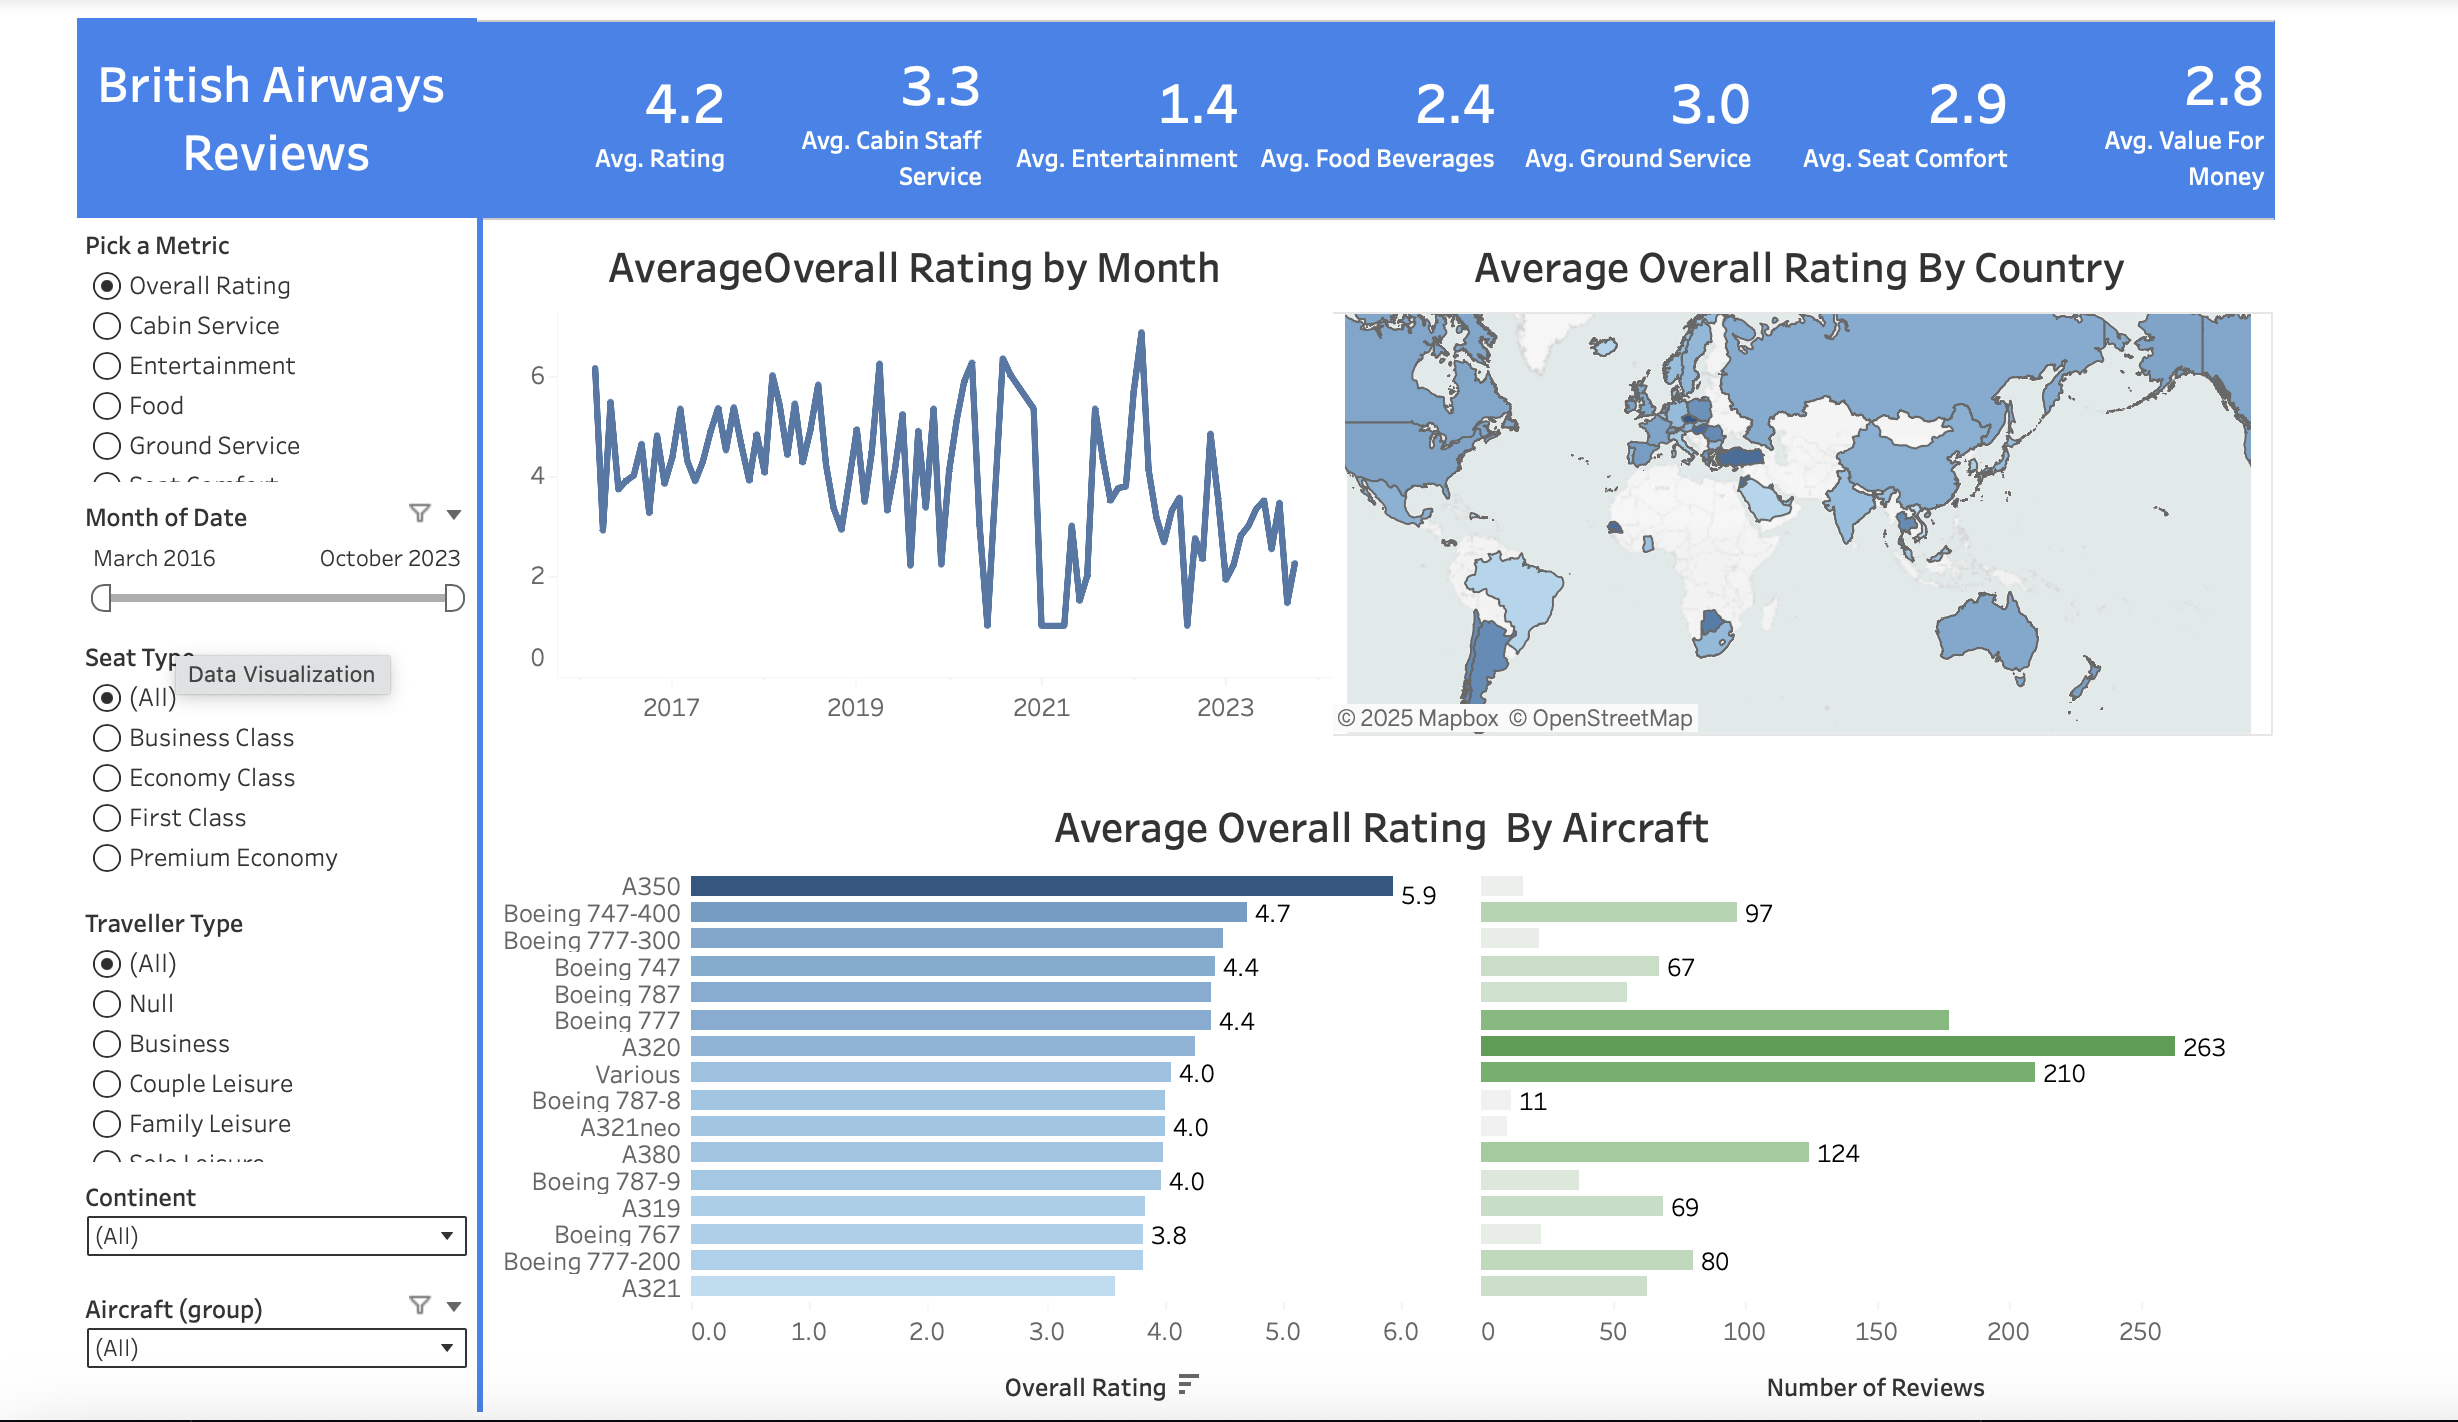 British Airways
Reviews
4.2
Avg. Rating
3.3
Avg. Cabin Staff
Service
1.4
Avg. Entertainment
2.4
Avg. Food Beverages
3.0
Avg. Ground Service
2.9
Avg. Seat Comfort
2.8
Avg. Value For
Money
Pick a Metric
Overall Rating
Cabin Service
Entertainment
Food
Ground Service
Seat Comfort
Month of Date
March 2016 October 2023
Seat Type
Data Visualization
(All)
Business Class
Economy Class
First Class
Premium Economy
Traveller Type
(All)
Null
Business
Couple Leisure
Family Leisure
Solo Leisure
Continent
(All)
Aircraft (group)
(All)
AverageOverall Rating by Month
6
4
2
0
2017 2019 2021 2023
Average Overall Rating By Country
© 2025 Mapbox © OpenStreetMap
Average Overall Rating By Aircraft
A350 5.9
Boeing 747-400 4.7 97
Boeing 777-300
Boeing 747 4.4 67
Boeing 787
Boeing 777 4.4
A320 263
Various 4.0 210
Boeing 787-8 11
A321neo 4.0
A380 124
Boeing 787-9 4.0
A319 69
Boeing 767 3.8
Boeing 777-200 80
A321
0.0 1.0 2.0 3.0 4.0 5.0 6.0 0 50 100 150 200 250
Overall Rating Number of Reviews